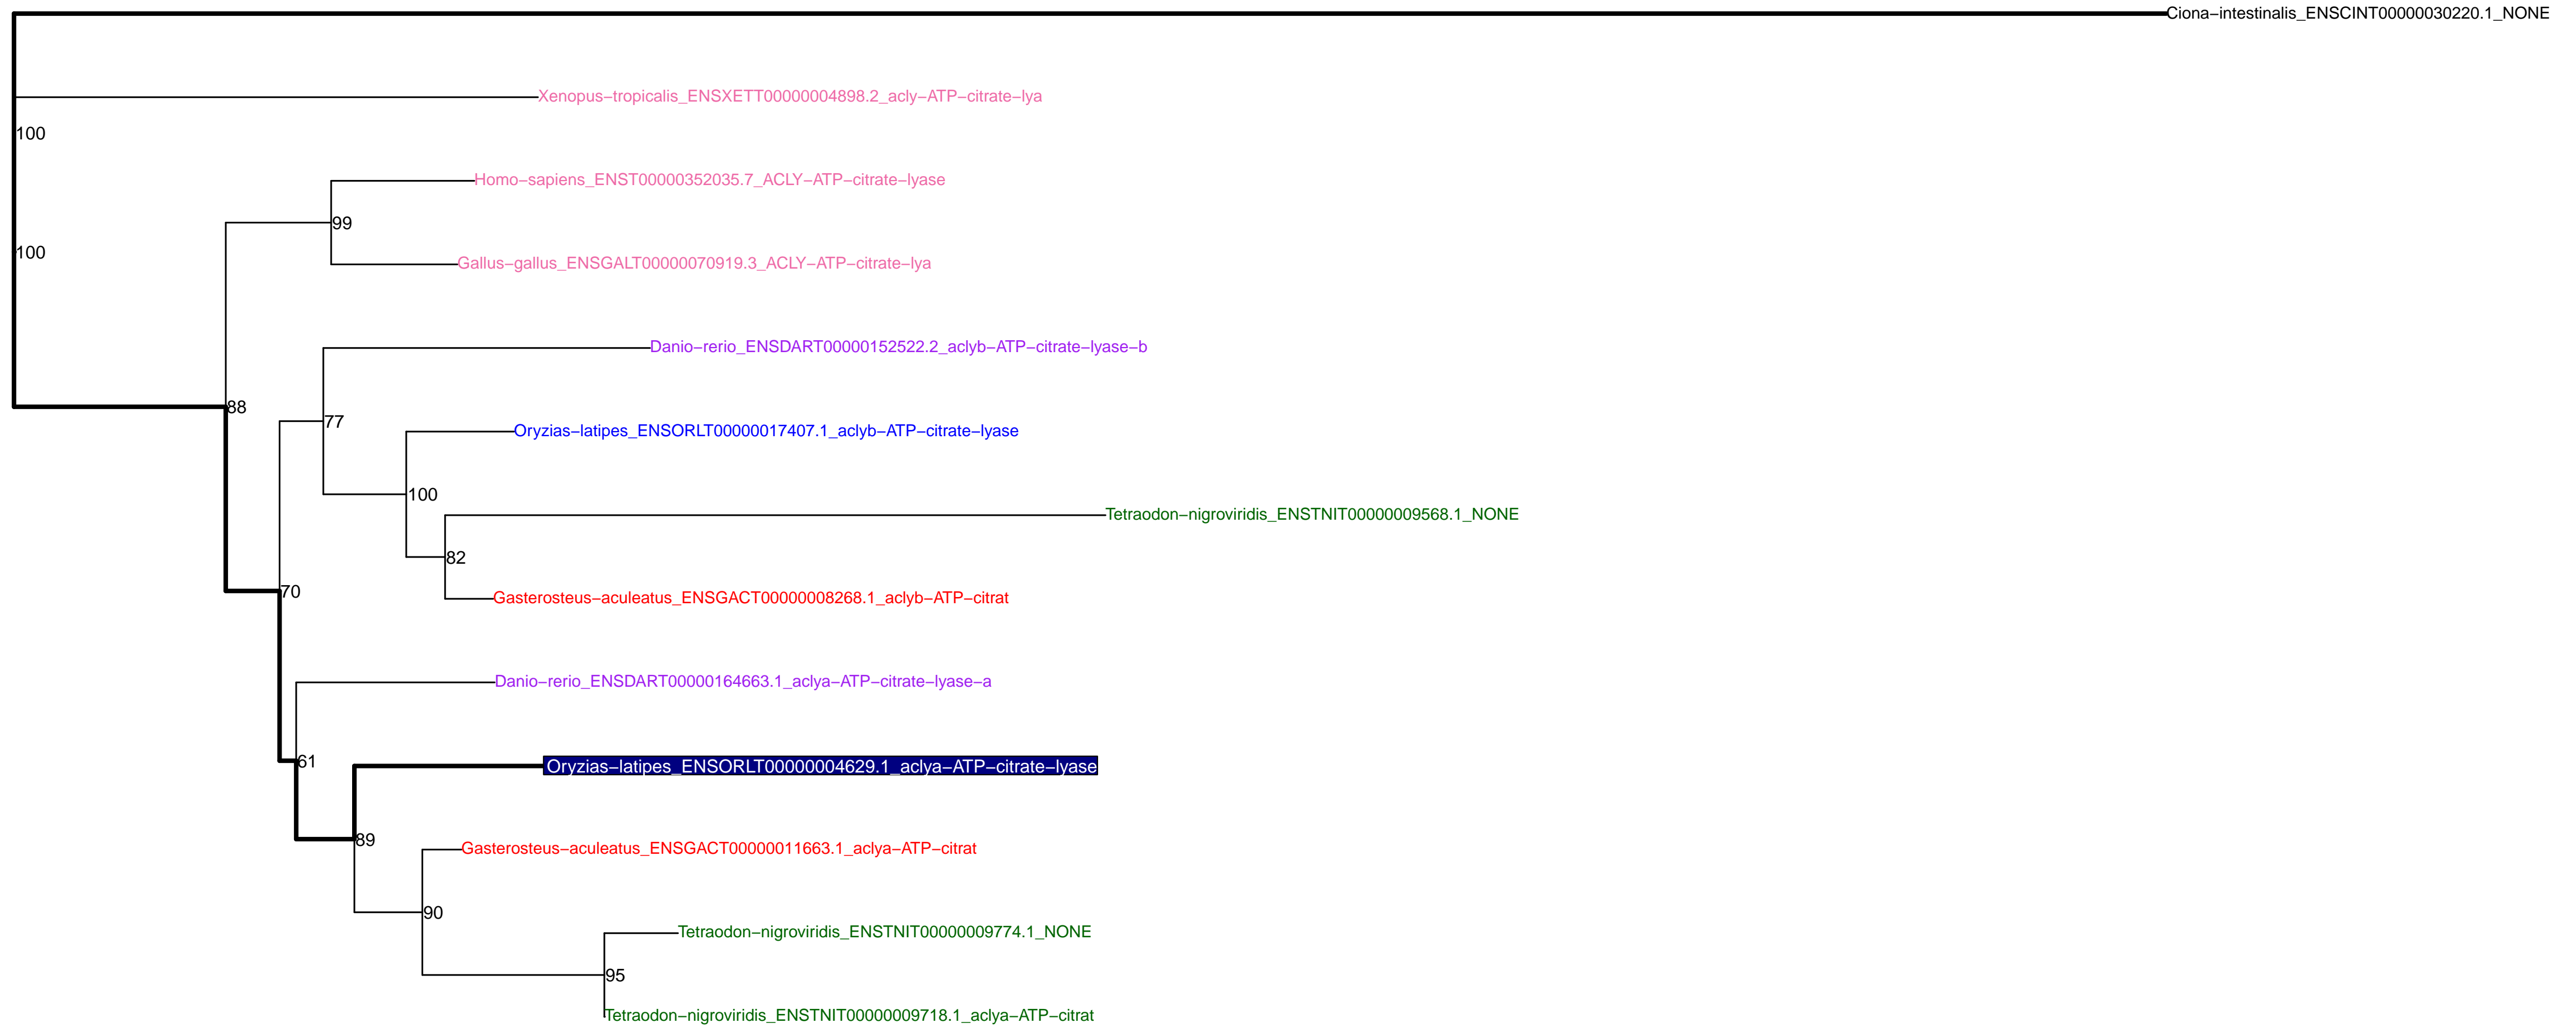 Ciona−intestinalis_ENSCINT00000030220.1_NONE
Xenopus−tropicalis_ENSXETT00000004898.2_acly−ATP−citrate−lya
100
Homo−sapiens_ENST00000352035.7_ACLY−ATP−citrate−lyase
99
100
Gallus−gallus_ENSGALT00000070919.3_ACLY−ATP−citrate−lya
Danio−rerio_ENSDART00000152522.2_aclyb−ATP−citrate−lyase−b
88
77
Oryzias−latipes_ENSORLT00000017407.1_aclyb−ATP−citrate−lyase
100
Tetraodon−nigroviridis_ENSTNIT00000009568.1_NONE
82
70
Gasterosteus−aculeatus_ENSGACT00000008268.1_aclyb−ATP−citrat
Danio−rerio_ENSDART00000164663.1_aclya−ATP−citrate−lyase−a
61
Oryzias−latipes_ENSORLT00000004629.1_aclya−ATP−citrate−lyase
89
Gasterosteus−aculeatus_ENSGACT00000011663.1_aclya−ATP−citrat
90
Tetraodon−nigroviridis_ENSTNIT00000009774.1_NONE
95
Tetraodon−nigroviridis_ENSTNIT00000009718.1_aclya−ATP−citrat